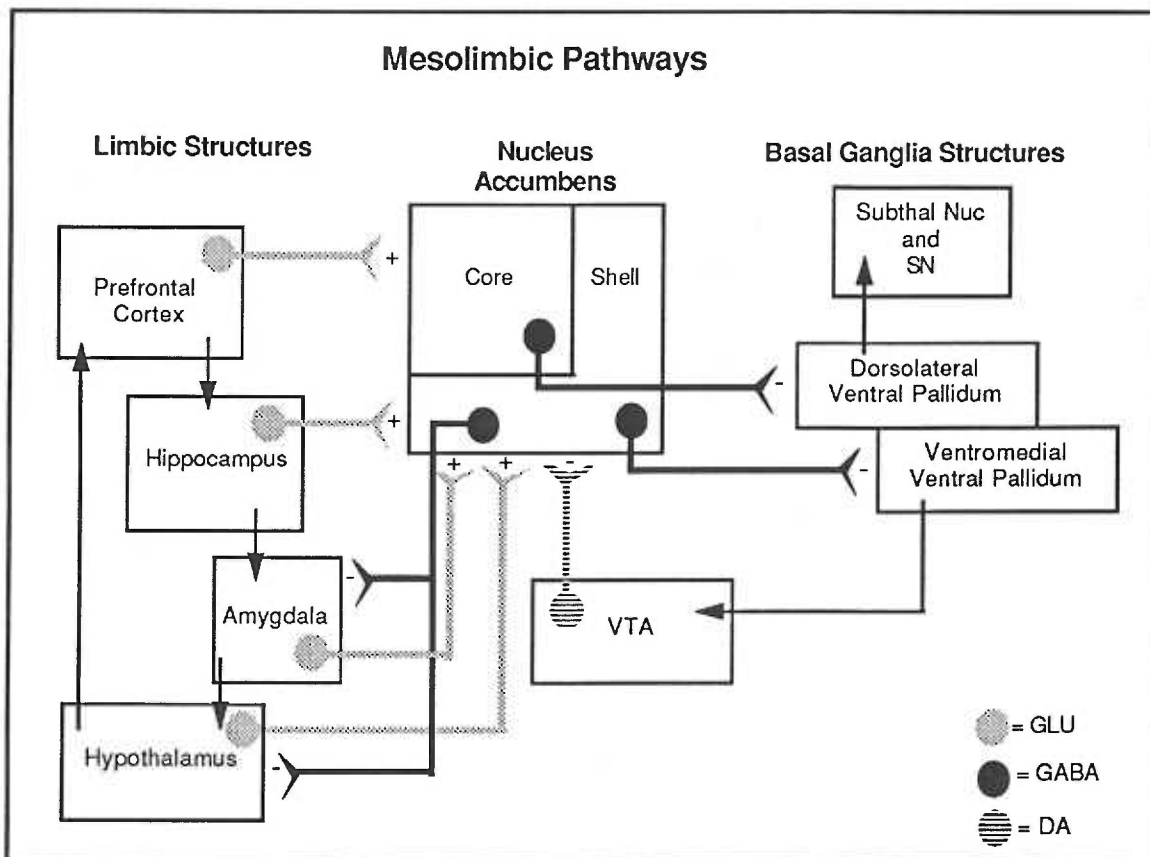 Mesolimbic Pathways
Limbic Structures
Nucleus
Accumbens
Basal Ganglia Structures
Prefrontal
Cortex
+
Core
Shell
Subthal Nuc
and
SN
Hippocampus
+
-
Dorsolateral
Ventral Pallidum
-
Ventromedial
Ventral Pallidum
+
+
-
Amygdala
-
VTA
Hypothalamus
-
= GLU
= GABA
= DA